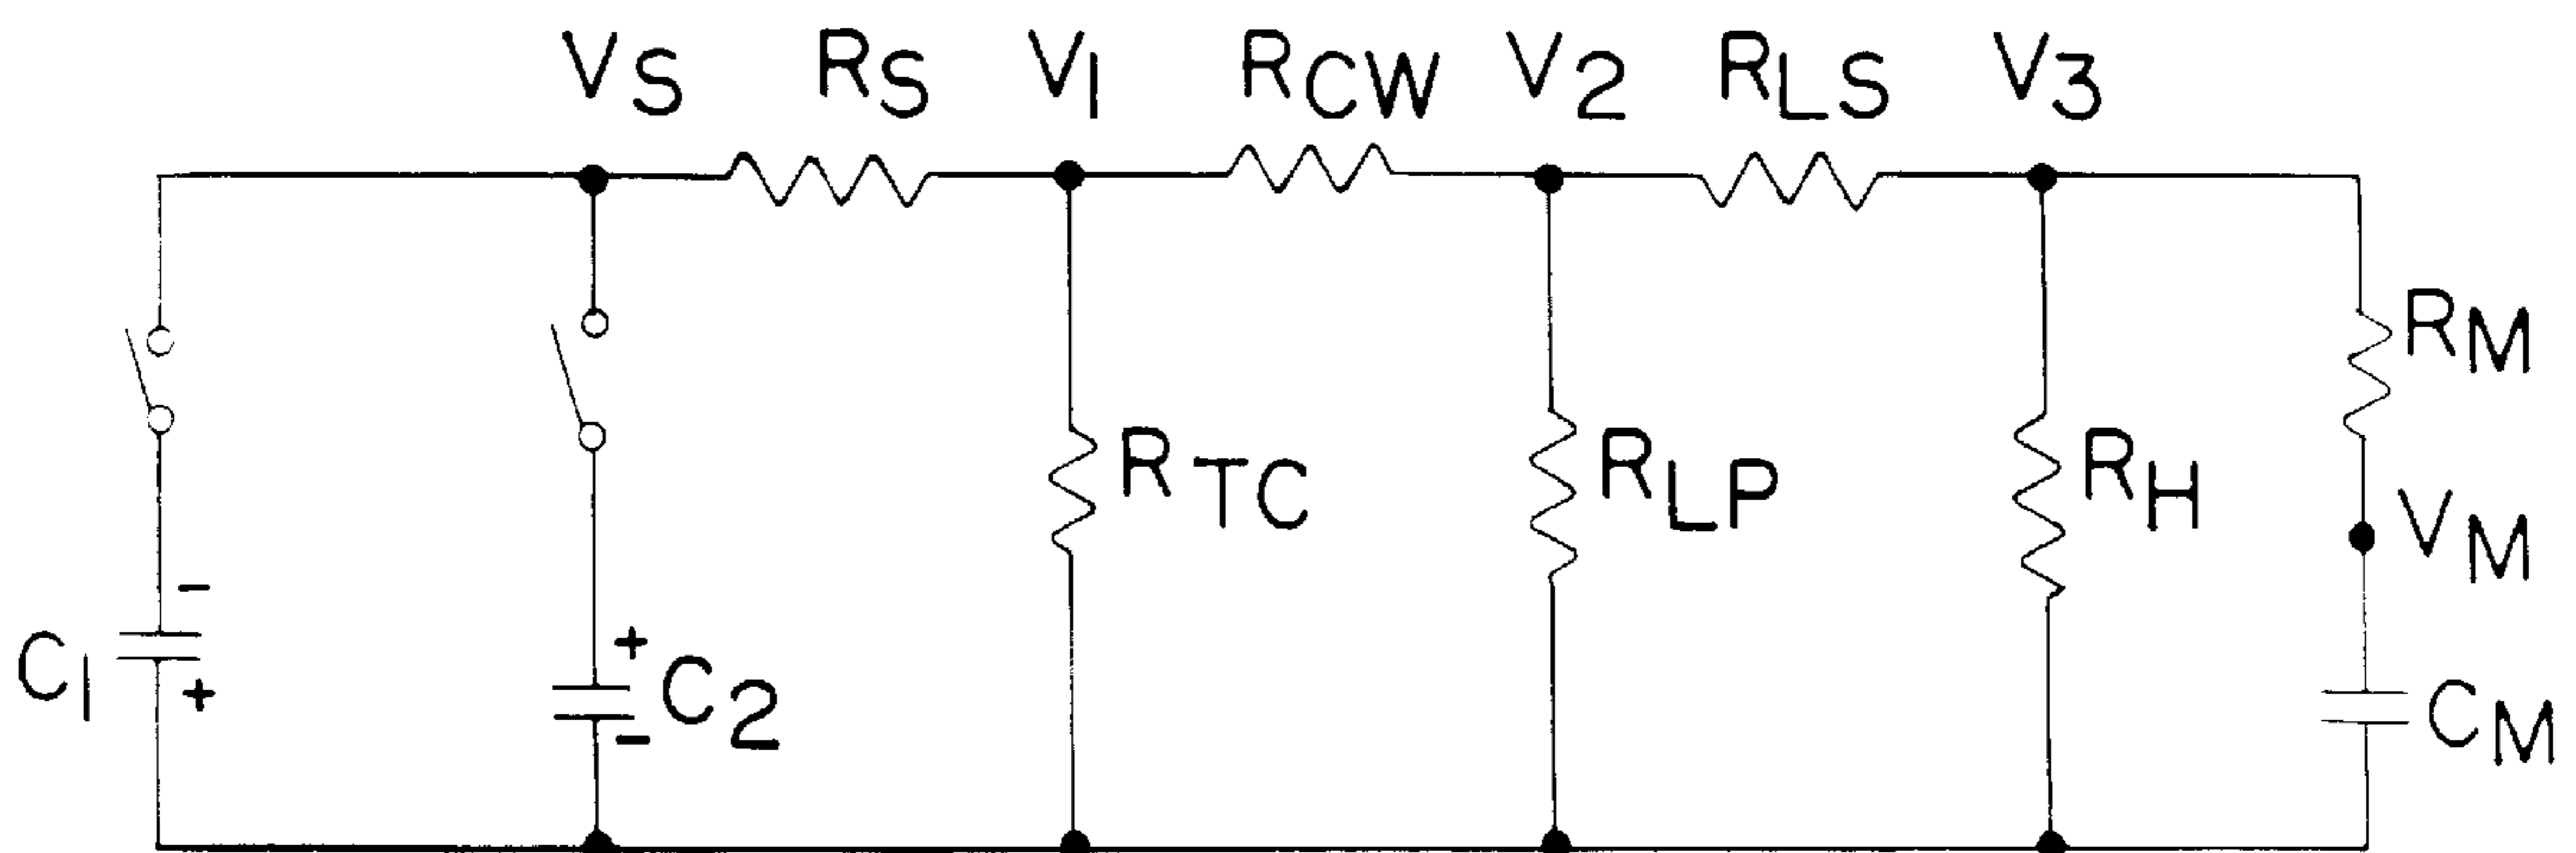 VS RS V1 RCW V2 RLS V3
RM
RTC RLP RH VM
-
+
C1 + C2 - CM